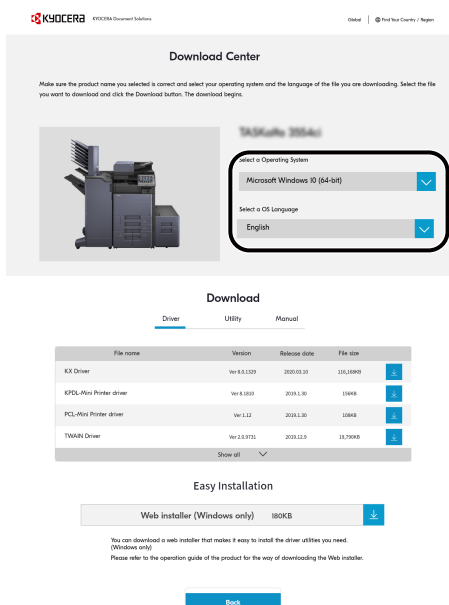 KYOCERA KYOCERA Document Solutions Global Find Your Country / Region
Download Center
Make sure the product name you selected is correct and select your operating system and the language of the file you are downloading. Select the file
you want to download and click the Download button. The download begins.
Select a Operating System
Microsoft Windows 10 (64-bit)
Select a OS Language
English
Download
Driver Utility Manual
File name Version Release date File size
KX Driver Ver 8.0.1329 2020.03.10 116,168KB
KPDL-Mini Printer driver Ver 8.1810 2019.1.30 156KB
PCL-Mini Printer driver Ver 1.12 2019.1.30 108KB
TWAIN Driver Ver 2.0.9731 2019.12.9 19,790KB
Show all
Easy Installation
Web installer (Windows only) 180KB
You can download a web installer that makes it easy to install the driver utilities you need.
(Windows only)
Please refer to the operation guide of the product for the way of downloading the Web installer.
Back